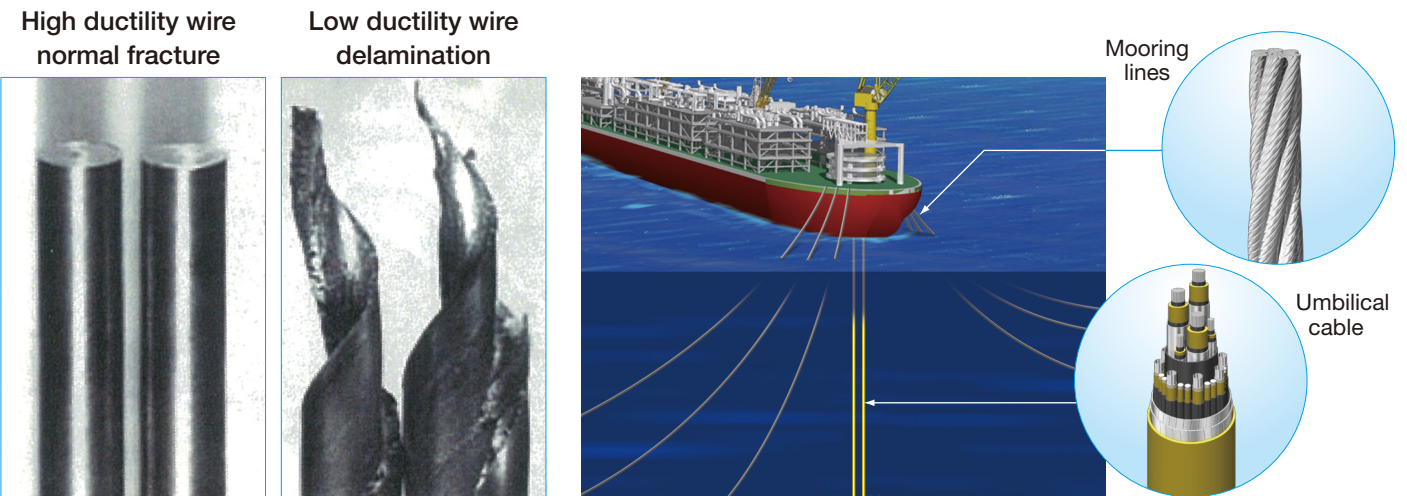 High ductility wire
normal fracture
Low ductility wire
delamination
Mooring
lines
Umbilical
cable